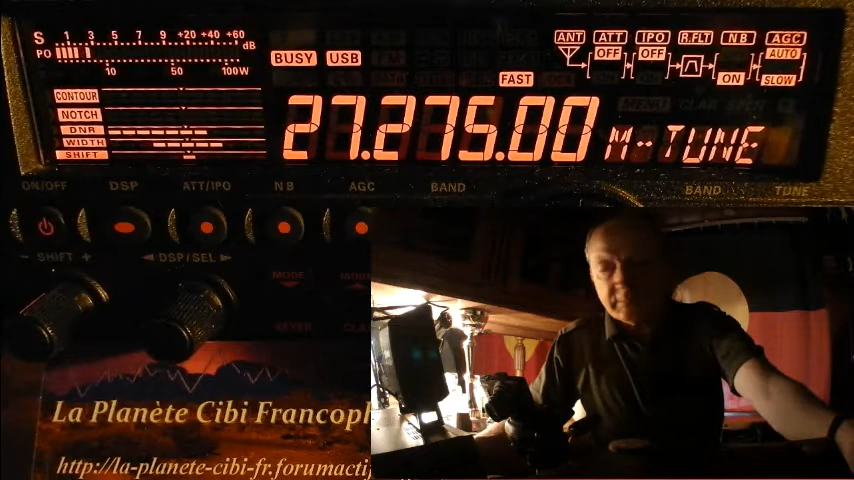 S 1 3 5 7 9 +20 +40 +60 dB
PO 10 50 100W
BUSY USB
FAST
ANT ATT IPO R.FLT NB AGC
OFF OFF AUTO
ON SLOW
CONTOUR
NOTCH
DNR
WIDTH
SHIFT
27.275.00 M-TUNE
ON/OFF DSP ATT/IPO NB AGC BAND BAND TUNE
- SHIFT + ◄ DSP/SEL ►
MODE
La Planète Cibi Francoph
http://la-planete-cibi-fr.forumactif